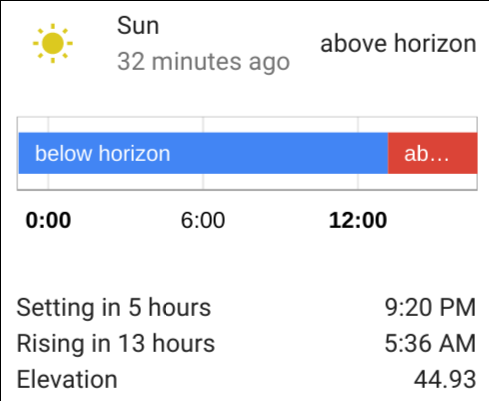 Sun
above horizon
32 minutes ago
below horizon
ab...
0:00 6:00 12:00
Setting in 5 hours 9:20 PM
Rising in 13 hours 5:36 AM
Elevation 44.93